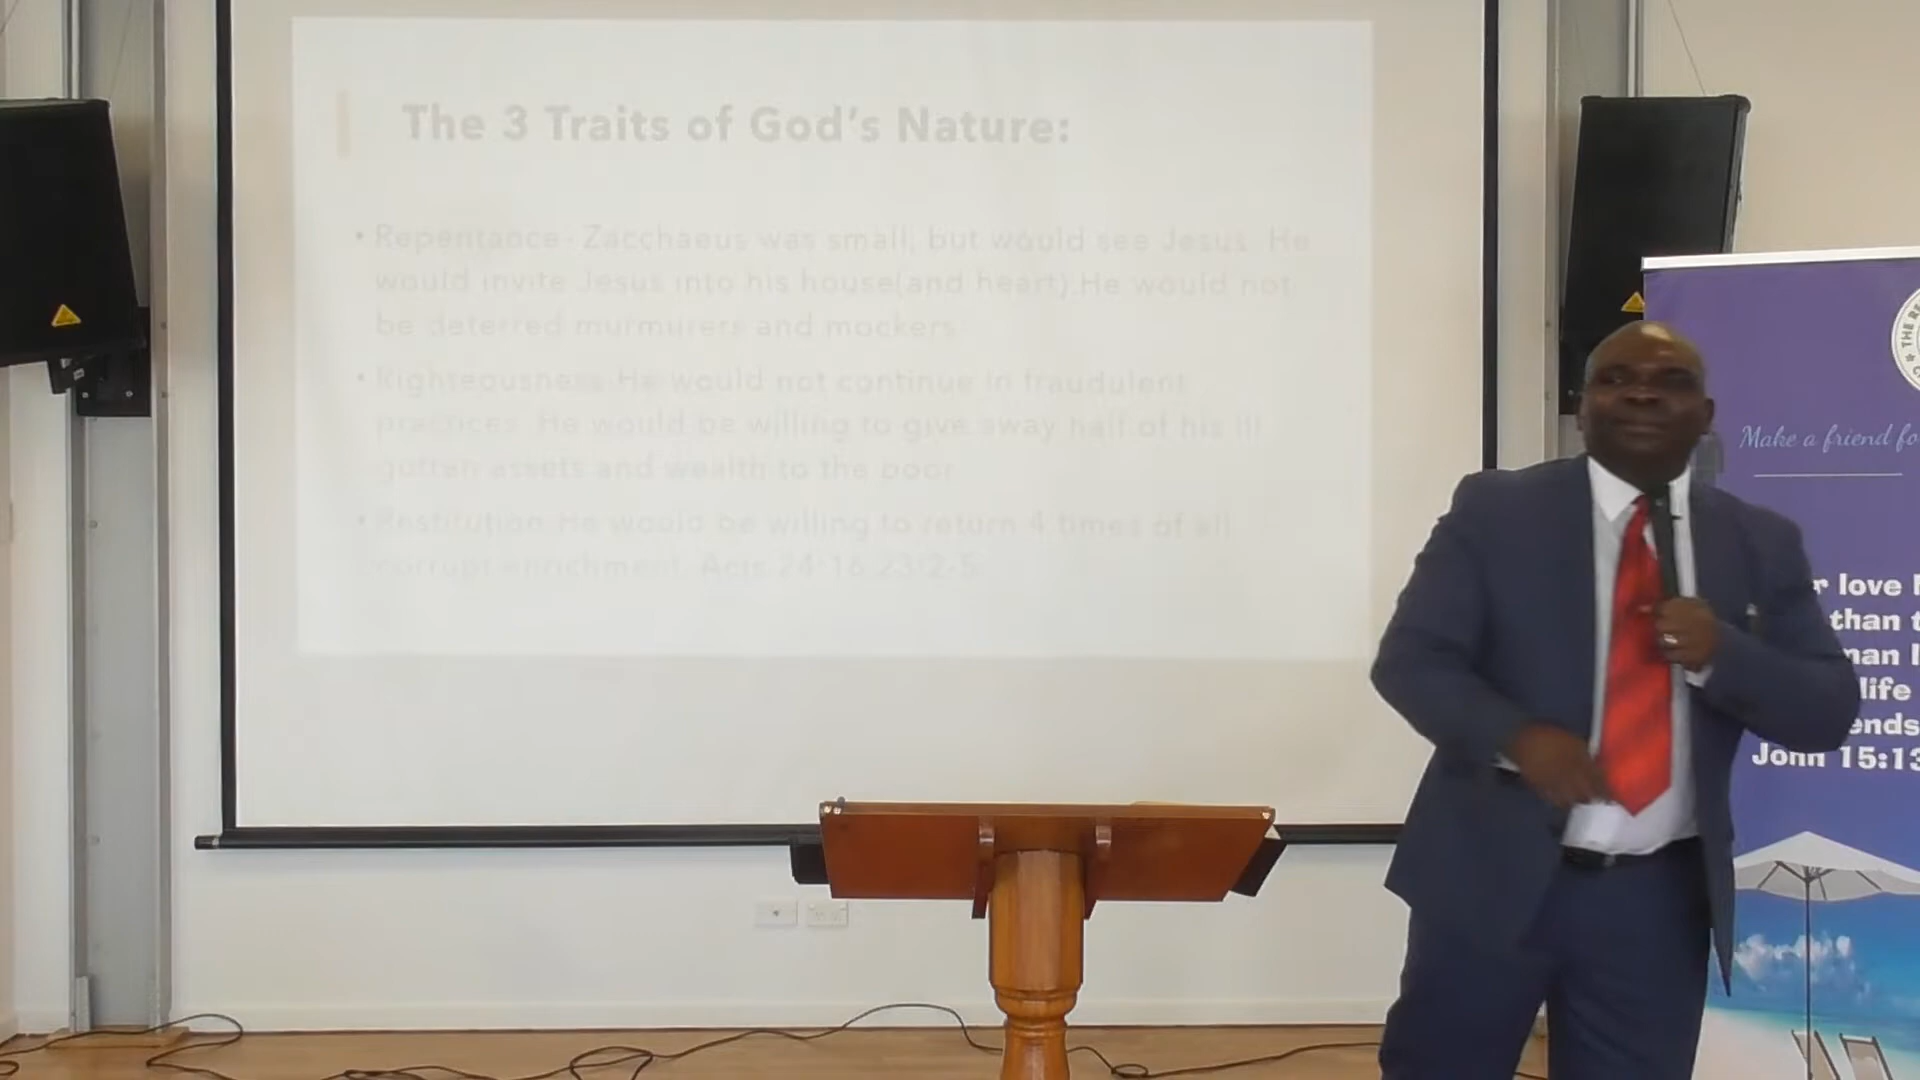 The 3 Traits of God's Nature:
• Repentance- Zacchaeus was small, but would see Jesus. He
would invite Jesus into his house(and heart).He would not
be deterred murmurers and mockers.
• Righteousness-He would not continue in fraudulent
practices. He would be willing to give away half of his ill
gotten assets and wealth to the poor
• Restitution-He would be willing to return 4 times of all
corrupt enrichment. Acts 24:16,23:2-5.
THE RE
Make a friend fo
r love
than t
man l
life
ends
John 15:13